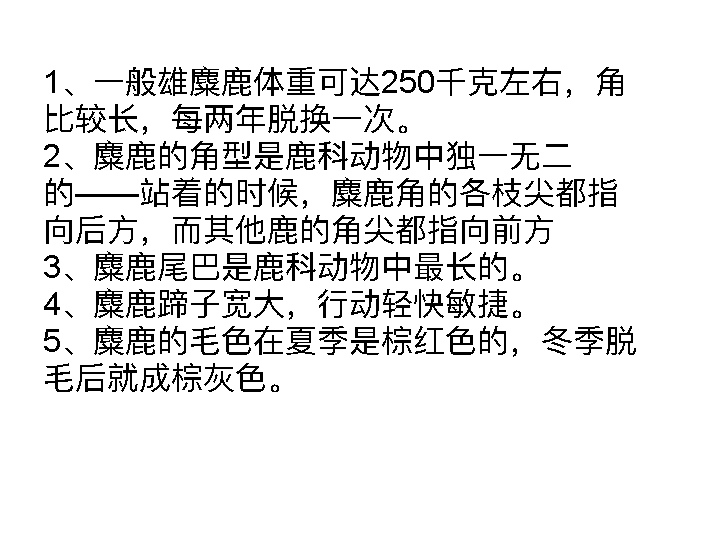 1、一般雄麋鹿体重可达250千克左右，角
比较长，每两年脱换一次。
2、麋鹿的角型是鹿科动物中独一无二
的——站着的时候，麋鹿角的各枝尖都指
向后方，而其他鹿的角尖都指向前方
3、麋鹿尾巴是鹿科动物中最长的。
4、麋鹿蹄子宽大，行动轻快敏捷。
5、麋鹿的毛色在夏季是棕红色的，冬季脱
毛后就成棕灰色。